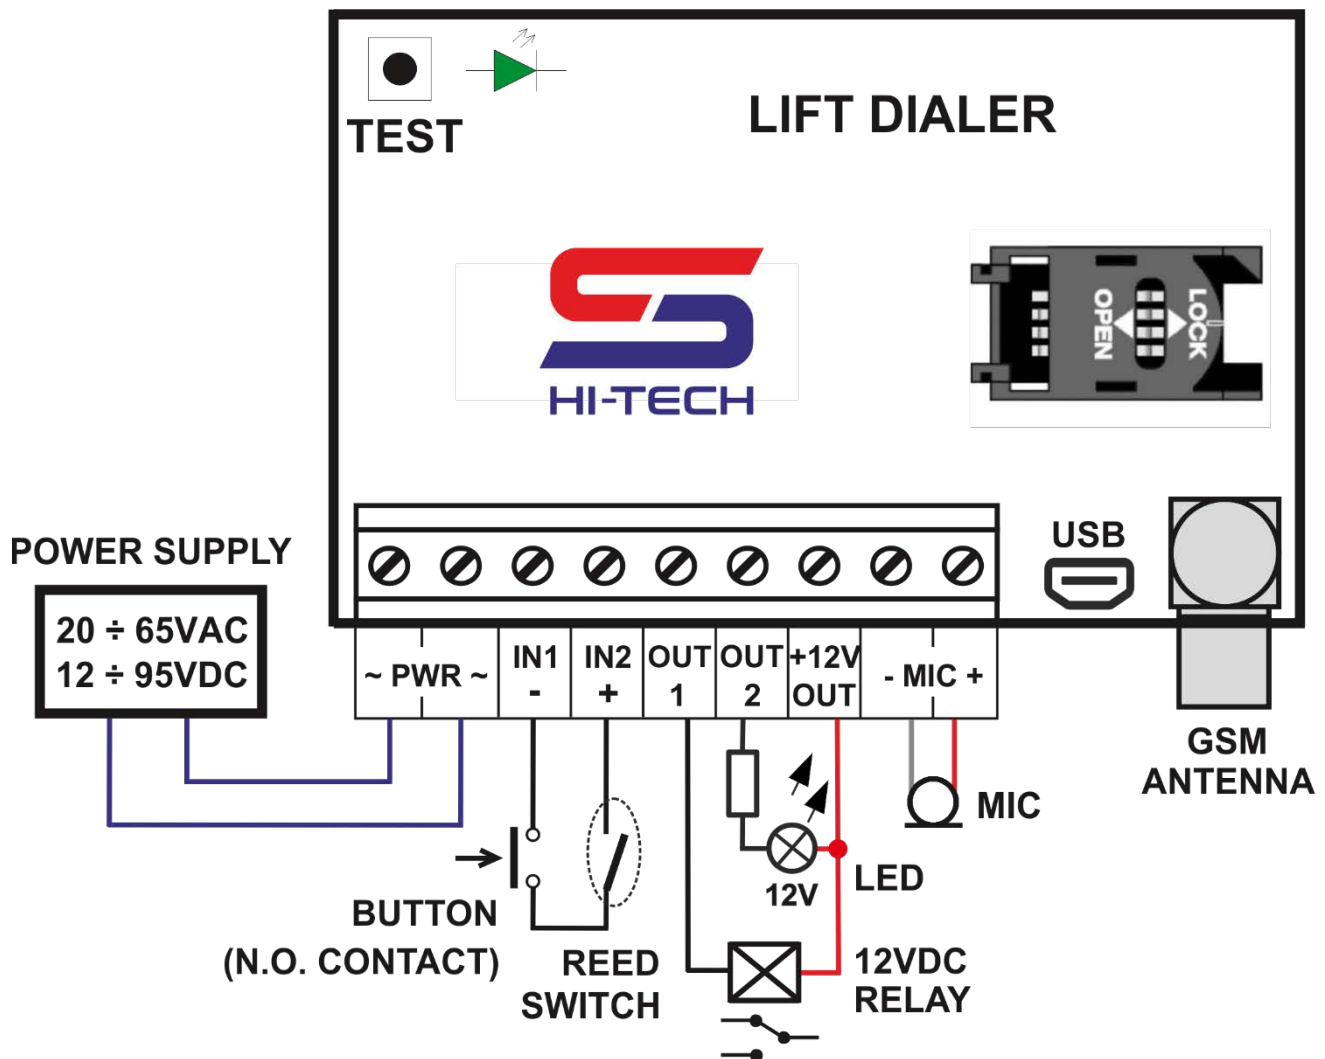 TEST
LIFT DIALER
OPEN
LOCK
HI-TECH
POWER SUPPLY
20 ÷ 65VAC
12 ÷ 95VDC
USB
~ PWR ~
IN1
-
IN2
+
OUT
1
OUT
2
+12V
OUT
- MIC +
GSM
ANTENNA
MIC
LED
12V
BUTTON
(N.O. CONTACT)
REED
SWITCH
12VDC
RELAY